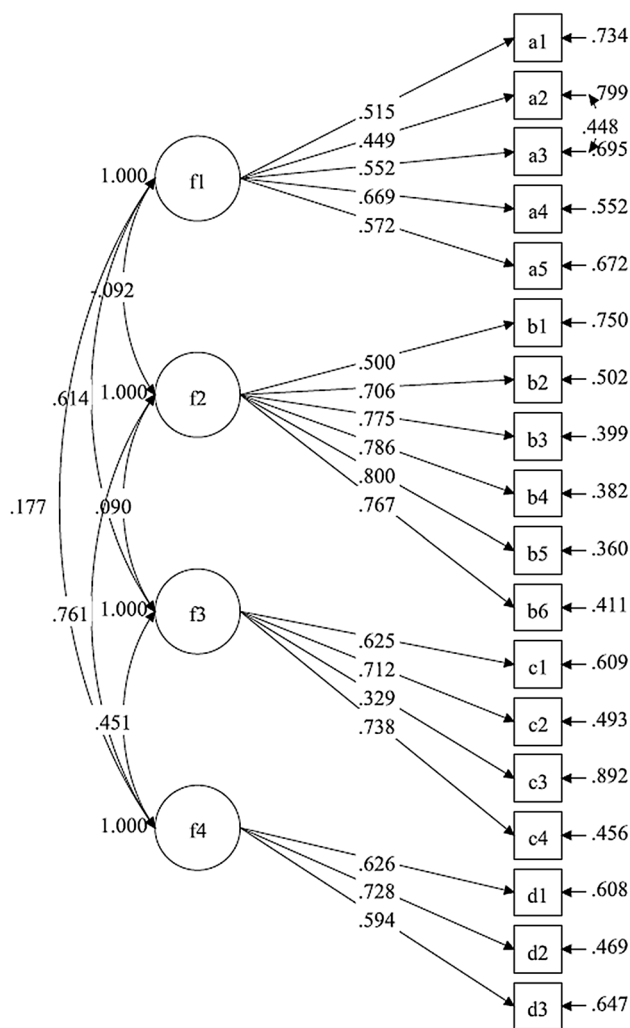 a1
.734
a2
.799
.448
a3
.695
a4
.552
a5
.672
.515
.449
.552
.669
.572
1.000
f1
-.092
b1
.750
b2
.502
b3
.399
b4
.382
b5
.360
b6
.411
.500
.706
.775
.786
.800
.767
1.000
f2
.614
.177
.090
.761
1.000
f3
.625
.712
.329
.738
c1
.609
c2
.493
c3
.892
c4
.456
.451
1.000
f4
.626
.728
.594
d1
.608
d2
.469
d3
.647